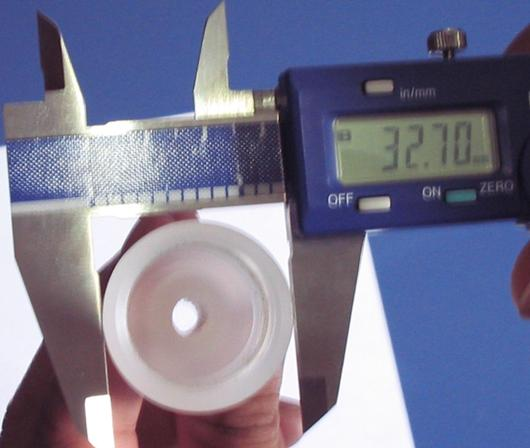 in/mm
32.70
OFF
ON
ZERO